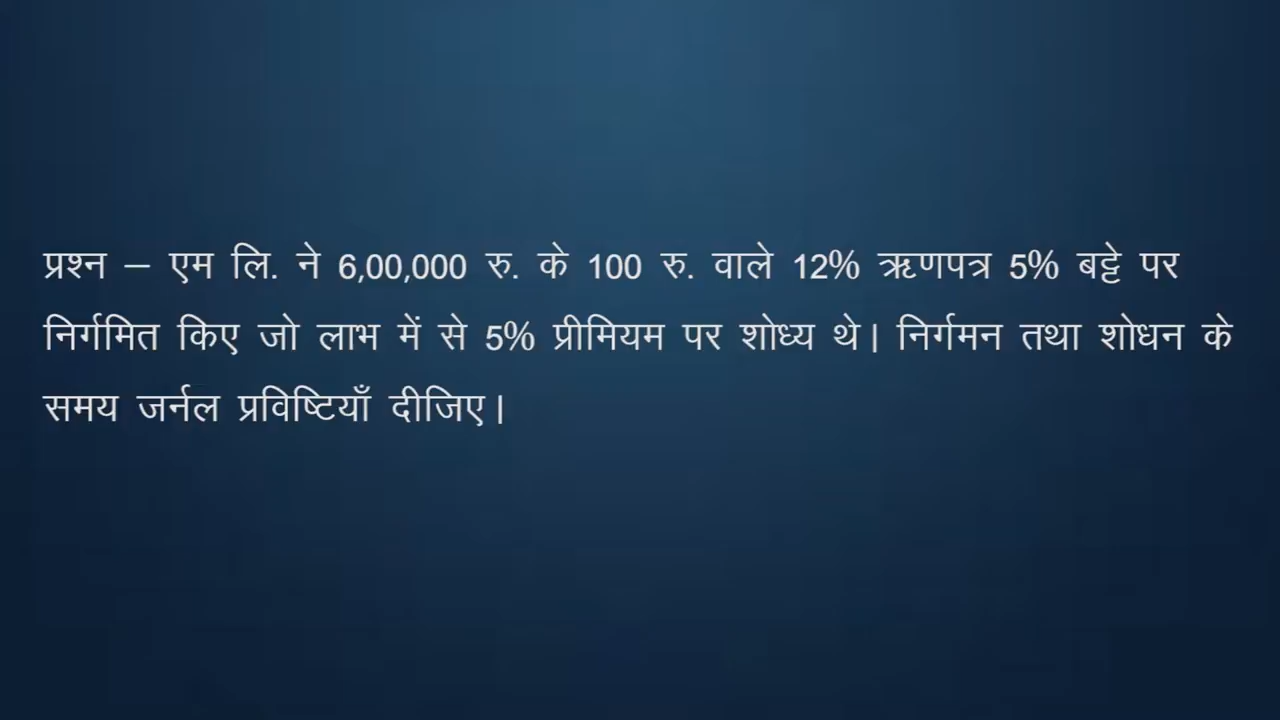 प्रश्न – एम लि. ने 6,00,000 रु. के 100 रु. वाले 12% ऋणपत्र 5% बट्टे पर
निर्गमित किए जो लाभ में से 5% प्रीमियम पर शोध्य थे। निर्गमन तथा शोधन के
समय जर्नल प्रविष्टियाँ दीजिए।